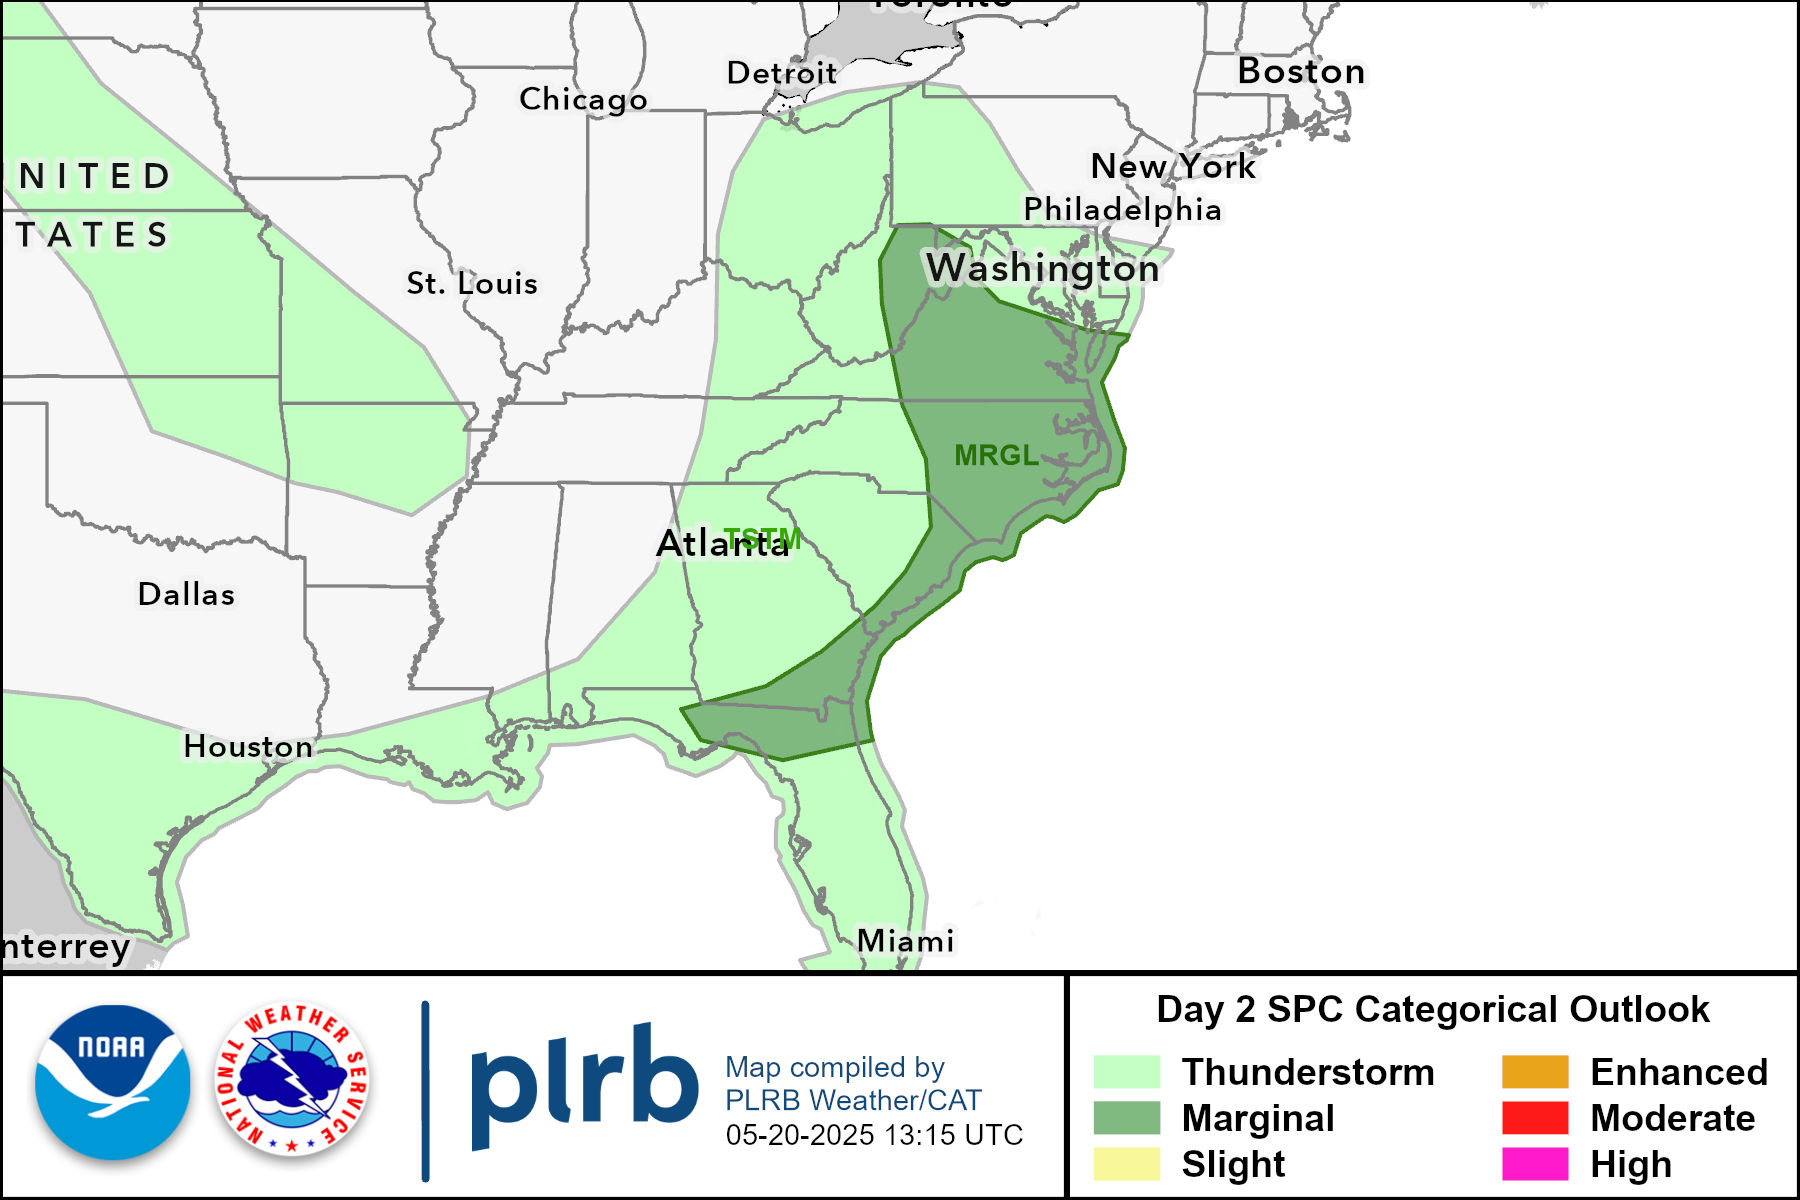 Toronto
Detroit
Boston
Chicago
New York
NITED
Philadelphia
TATES
Washington
St. Louis
MRGL
TSTM
Atlanta
Dallas
Houston
Miami
nterrey
NOAA
NATIONAL WEATHER SERVICE
plrb
Map compiled by
PLRB Weather/CAT
05-20-2025 13:15 UTC
Day 2 SPC Categorical Outlook
Thunderstorm
Marginal
Slight
Enhanced
Moderate
High